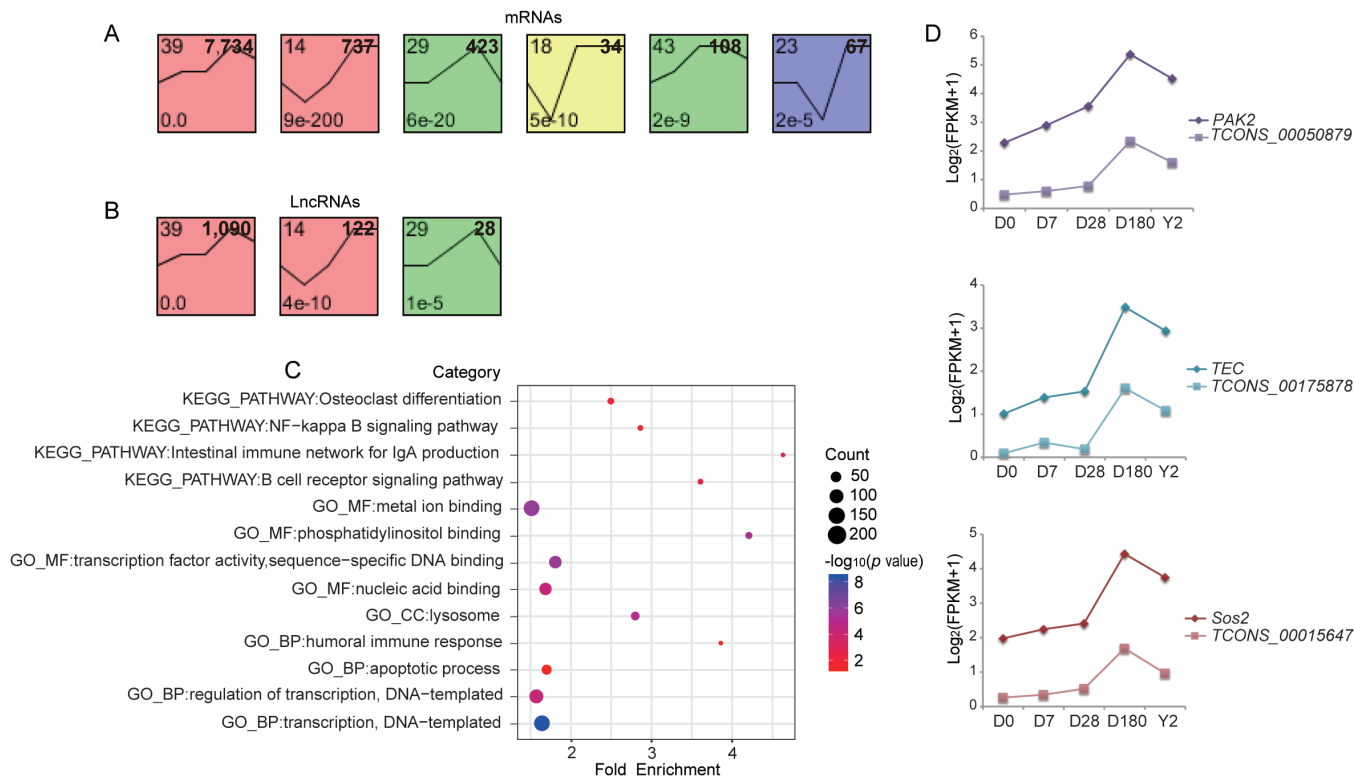 A
mRNAs
39 7,734
0.0
14 737
9e-200
29 423
6e-20
18 34
5e-10
43 108
2e-9
23 67
2e-5
B
LncRNAs
39 1,090
0.0
14 122
4e-10
29 28
1e-5
C
Category
KEGG_PATHWAY:Osteoclast differentiation
KEGG_PATHWAY:NF−kappa B signaling pathway
KEGG_PATHWAY:Intestinal immune network for IgA production
KEGG_PATHWAY:B cell receptor signaling pathway
GO_MF:metal ion binding
GO_MF:phosphatidylinositol binding
GO_MF:transcription factor activity,sequence−specific DNA binding
GO_MF:nucleic acid binding
GO_CC:lysosome
GO_BP:humoral immune response
GO_BP:apoptotic process
GO_BP:regulation of transcription, DNA−templated
GO_BP:transcription, DNA−templated
2 3 4
Fold Enrichment
Count
50
100
150
200
-log₁₀(p value)
8
6
4
2
D
Log₂(FPKM+1)
6
5
4
3
2
1
0
D0 D7 D28 D180 Y2
PAK2
TCONS_00050879
Log₂(FPKM+1)
4
3
2
1
0
D0 D7 D28 D180 Y2
TEC
TCONS_00175878
Log₂(FPKM+1)
5
4
3
2
1
0
D0 D7 D28 D180 Y2
Sos2
TCONS_00015647